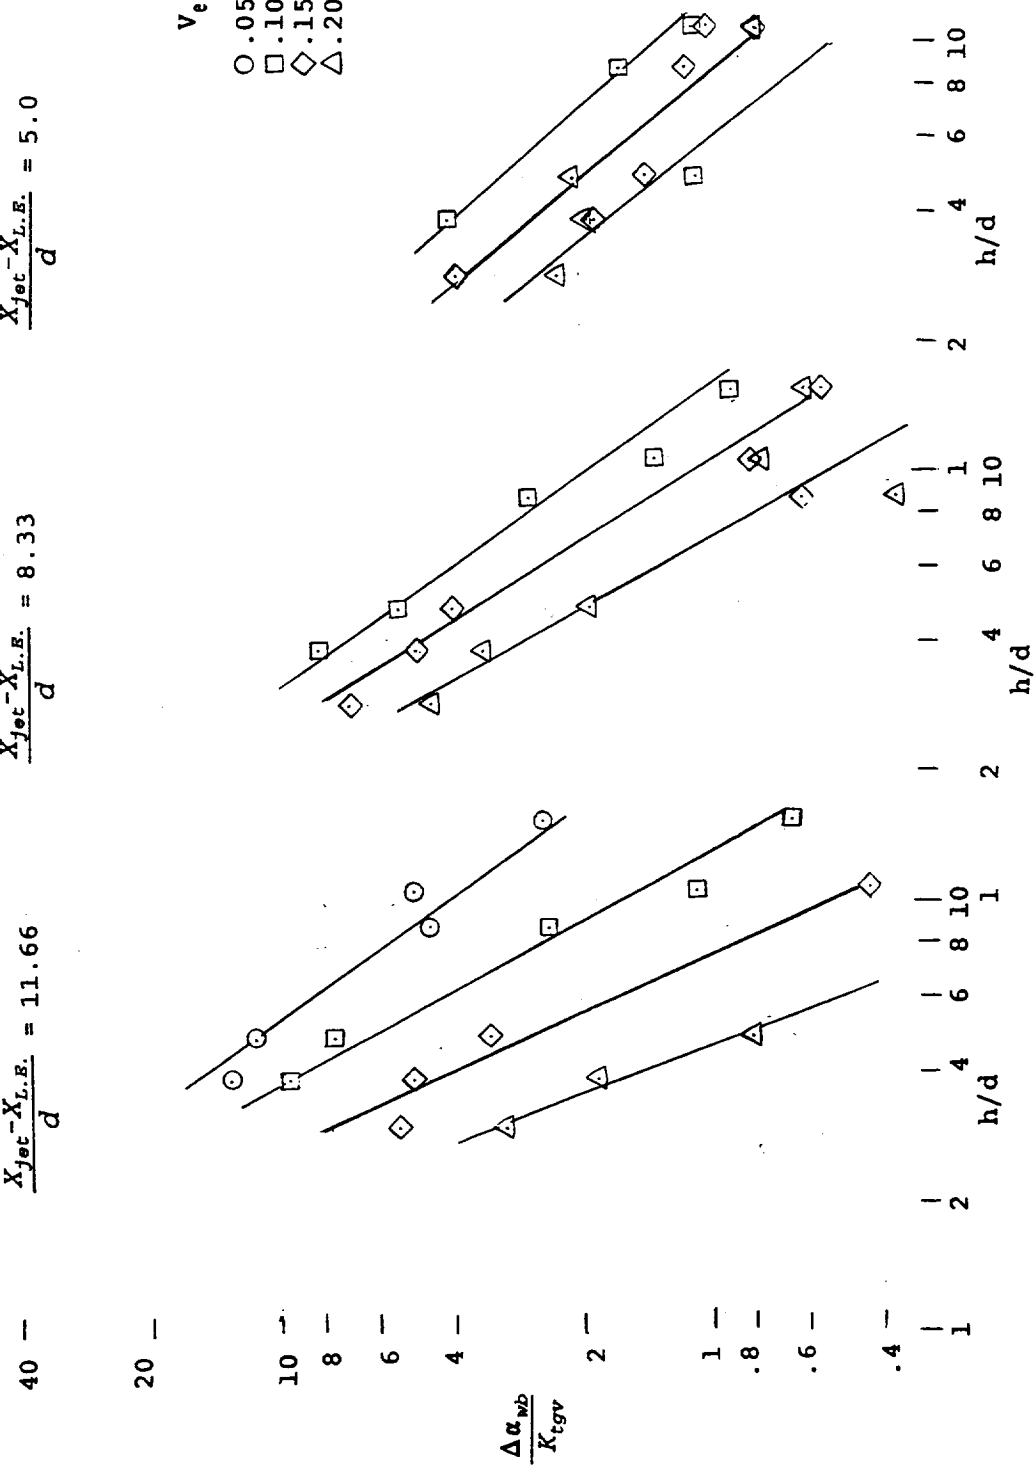 X_jet-X_L.E. / d = 11.66
X_jet-X_L.E. / d = 8.33
X_jet-X_L.E. / d = 5.0
V_e
○ .05
□ .10
◇ .15
△ .20
Δα_wb / K_tgv
40
20
10
8
6
4
2
1
.8
.6
.4
1 2 4 6 8 10
h/d
1 2 4 6 8 10
h/d
2 4 6 8 10
h/d